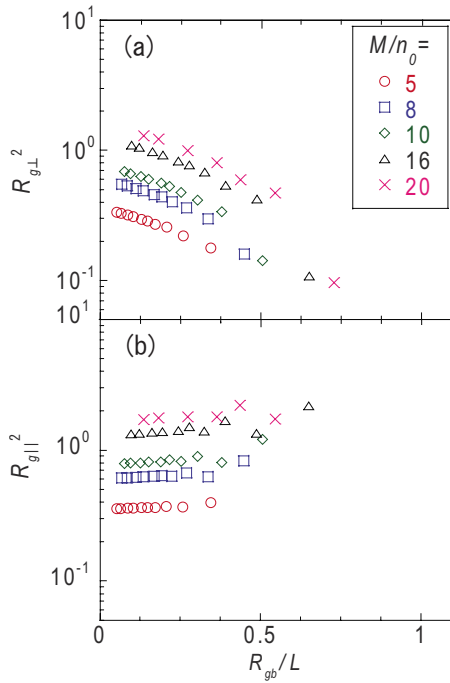 (a)
M/n₀=
5
8
10
16
20
10¹
10⁰
10⁻¹
R_g⊥²
(b)
10¹
10⁰
10⁻¹
R_g||²
0
0.5
1
R_gb/L